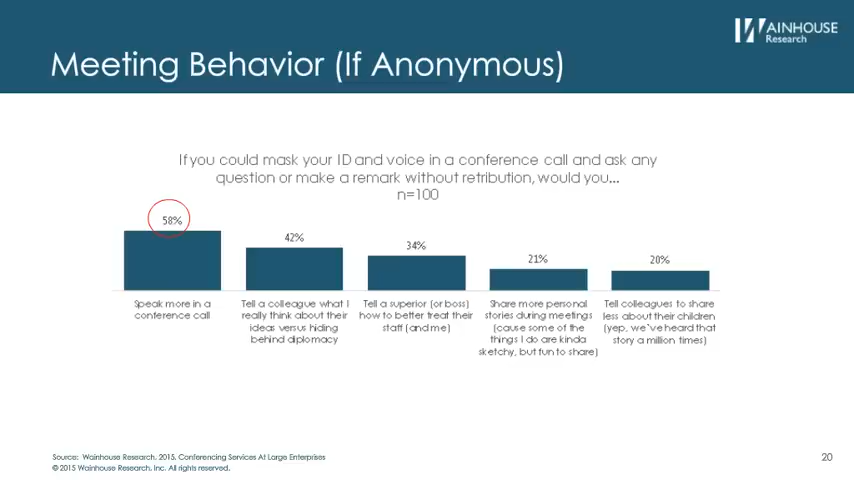 WAINHOUSE
Research
Meeting Behavior (If Anonymous)
If you could mask your ID and voice in a conference call and ask any
question or make a remark without retribution, would you...
n=100
58%
42%
34%
21%
20%
Speak more in a
conference call
Tell a colleague what I
really think about their
ideas versus hiding
behind diplomacy
Tell a superior (or boss)
how to better treat their
staff (and me)
Share more personal
stories during meetings
(cause some of the
things I do are kinda
sketchy, but fun to share)
Tell colleagues to share
less about their children
(yep, we've heard that
story a million times)
Source: Wainhouse Research, 2015, Conferencing Services At Large Enterprises
© 2015 Wainhouse Research, Inc. All rights reserved.
20